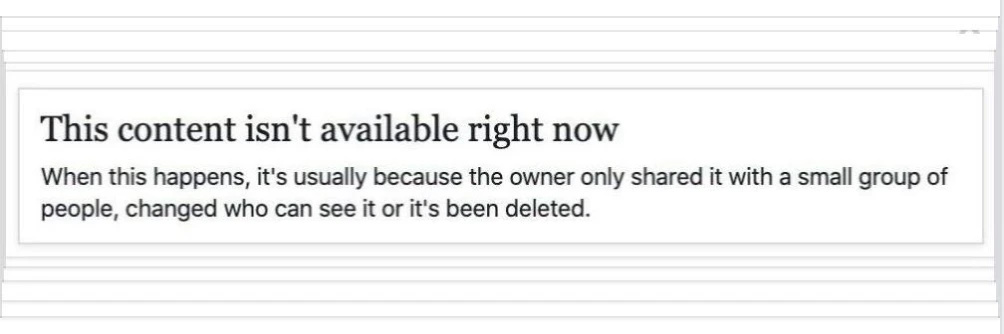 This content isn't available right now
When this happens, it's usually because the owner only shared it with a small group of
people, changed who can see it or it's been deleted.